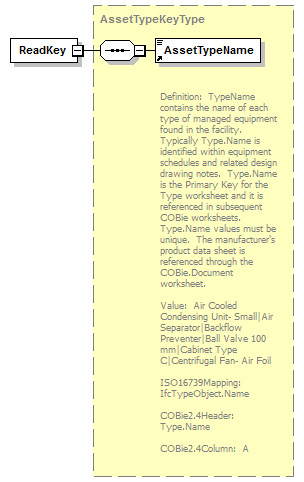 AssetTypeKeyType
ReadKey
AssetTypeName
Definition:  TypeName
contains the name of each
type of managed equipment
found in the facility.
Typically Type.Name is
identified within equipment
schedules and related design
drawing notes.  Type.Name
is the Primary Key for the
Type worksheet and it is
referenced in subsequent
COBie worksheets.
Type.Name values must be
unique.  The manufacturer's
product data sheet is
referenced through the
COBie.Document
worksheet.
Value:  Air Cooled
Condensing Unit- Small|Air
Separator|Backflow
Preventer|Ball Valve 100
mm|Cabinet Type
C|Centrifugal Fan- Air Foil
ISO16739Mapping:
IfcTypeObject.Name
COBie2.4Header:
Type.Name
COBie2.4Column:  A